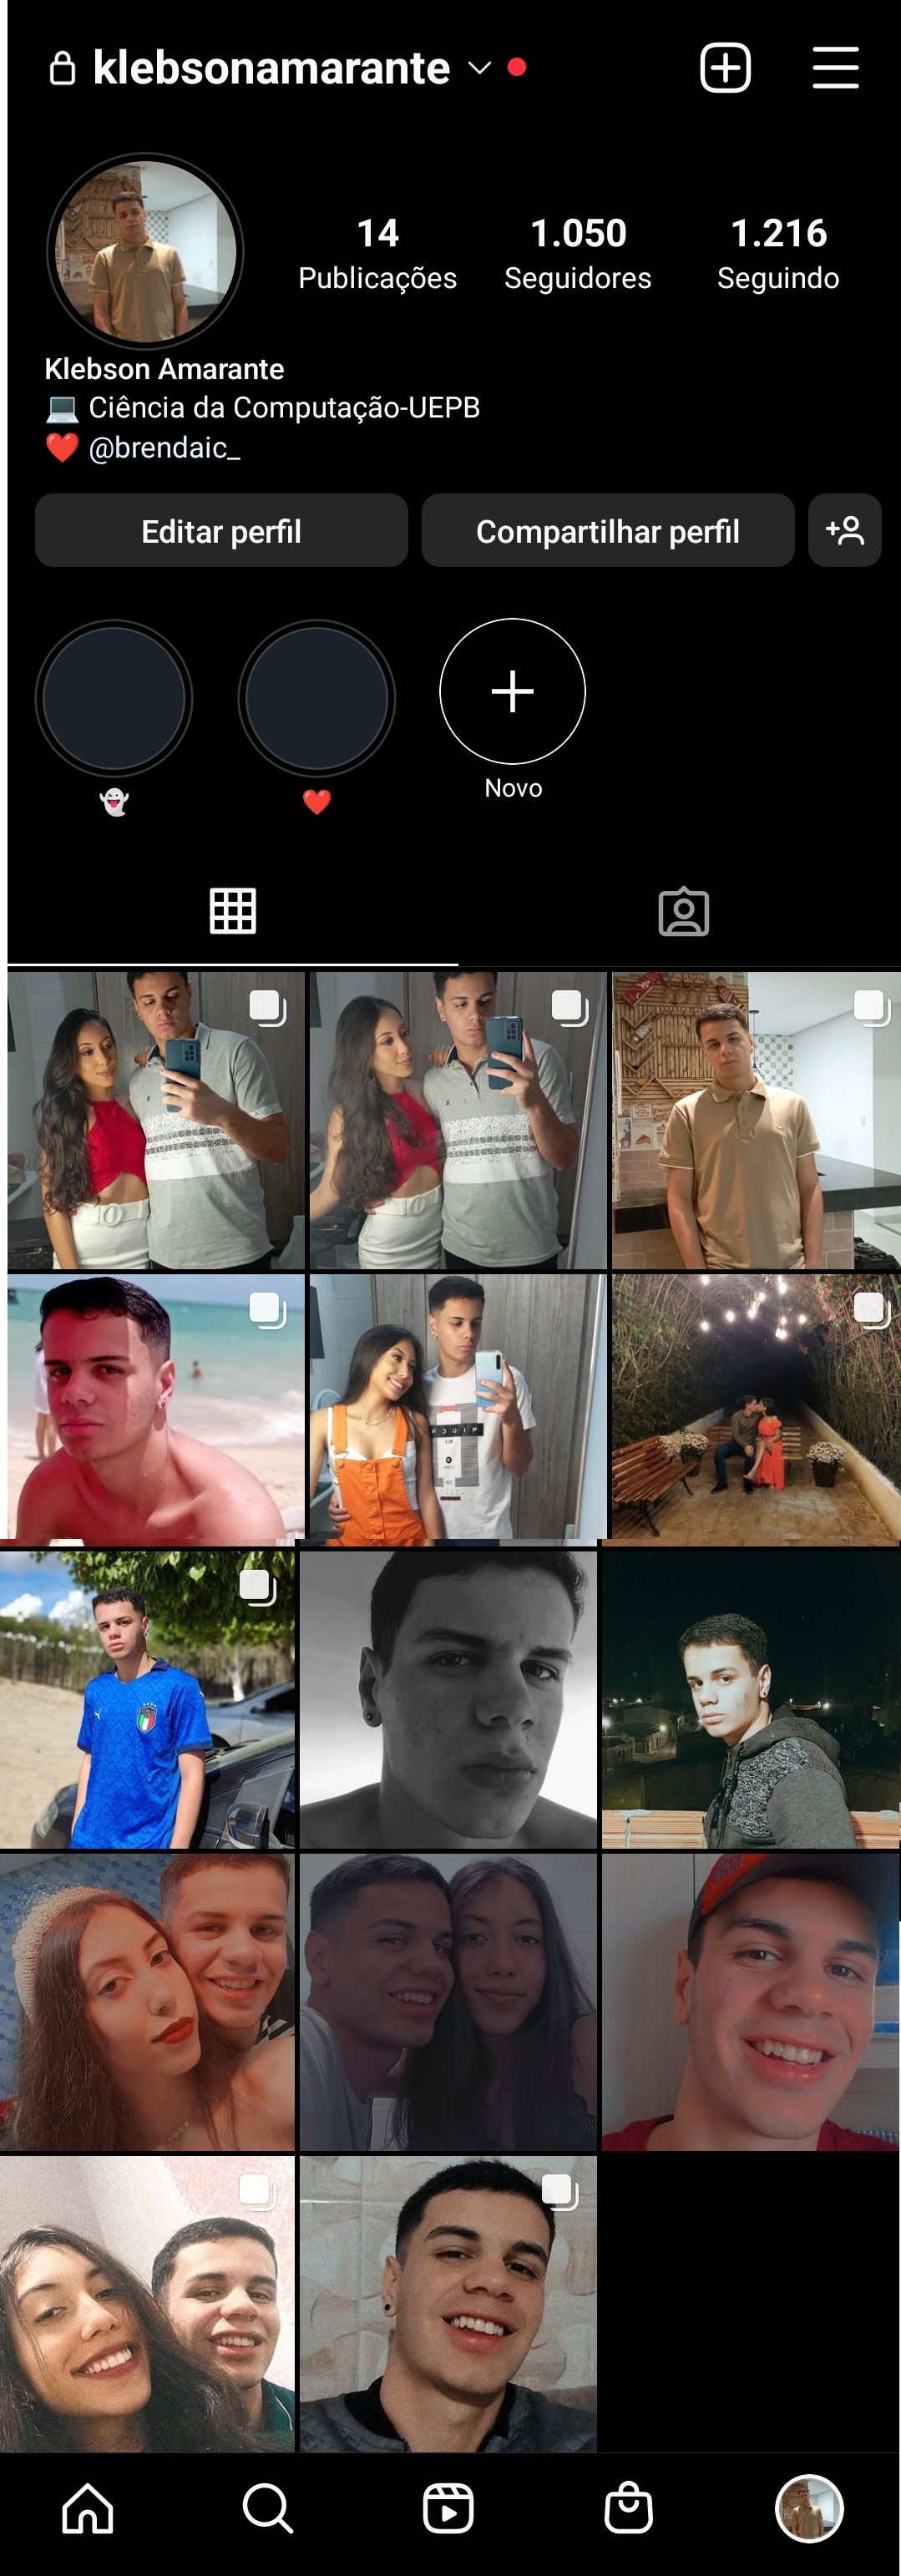 klebsonamarante
14 1.050 1.216
Publicações Seguidores Seguindo
Klebson Amarante
💻 Ciência da Computação-UEPB
❤️ @brendaic_
Editar perfil Compartilhar perfil
👻 ❤️ Novo